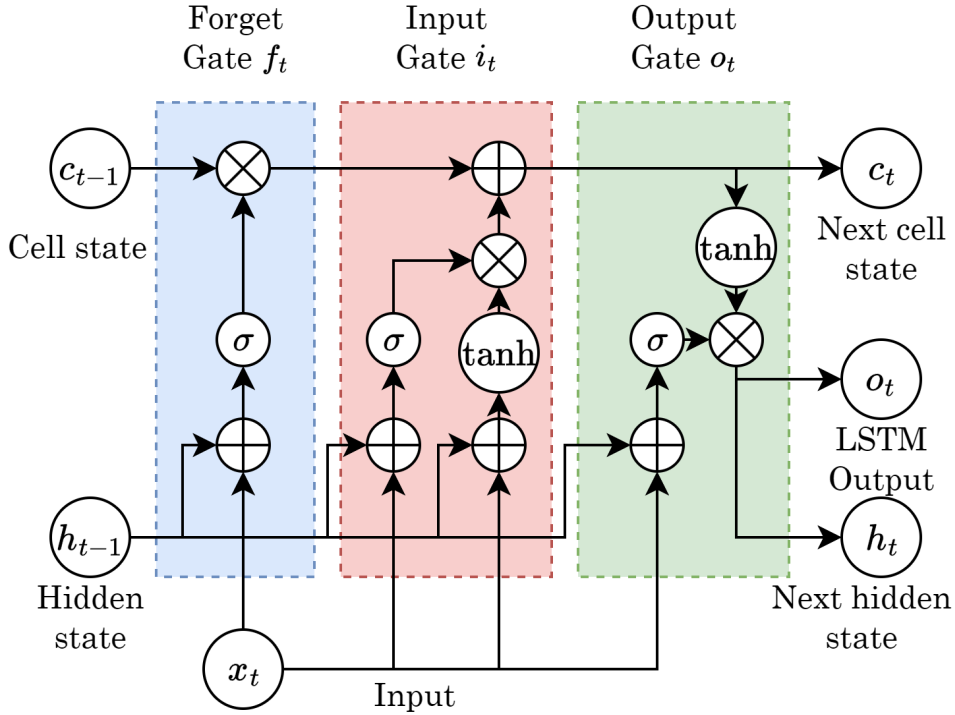 Forget
Gate f_t
Input
Gate i_t
Output
Gate o_t
c_{t-1}
c_t
Cell state
tanh
Next cell
state
σ
σ
tanh
σ
o_t
LSTM
Output
h_{t-1}
h_t
Hidden
state
Next hidden
state
x_t
Input